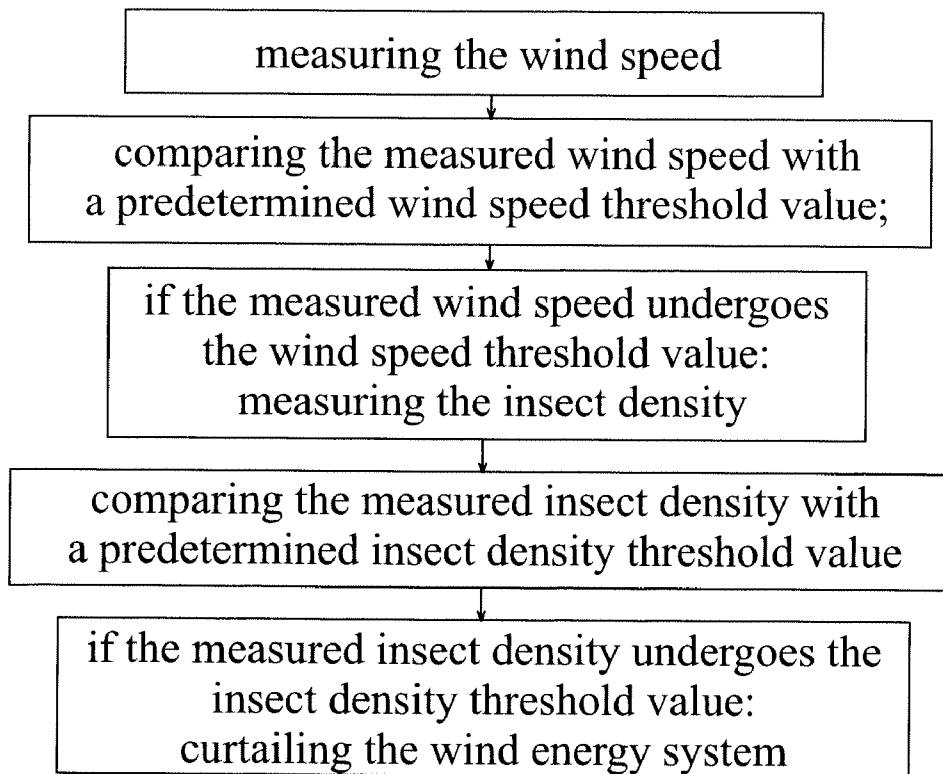 measuring the wind speed
comparing the measured wind speed with
a predetermined wind speed threshold value;
if the measured wind speed undergoes
the wind speed threshold value:
measuring the insect density
comparing the measured insect density with
a predetermined insect density threshold value
if the measured insect density undergoes the
insect density threshold value:
curtailing the wind energy system